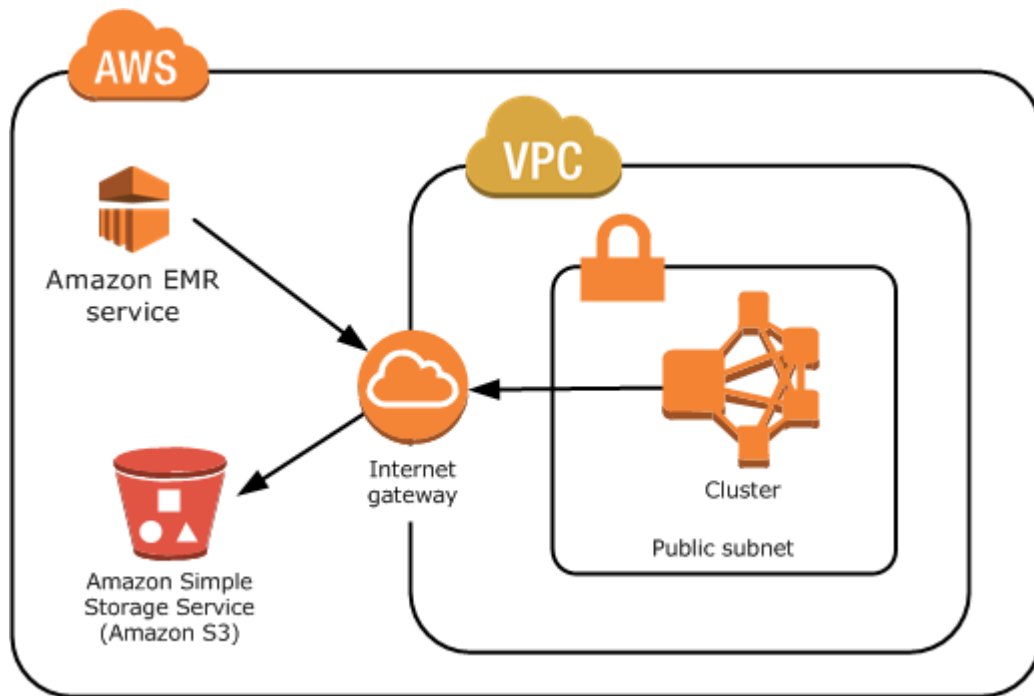 AWS
VPC
Amazon EMR
service
Internet
gateway
Cluster
Public subnet
Amazon Simple
Storage Service
(Amazon S3)